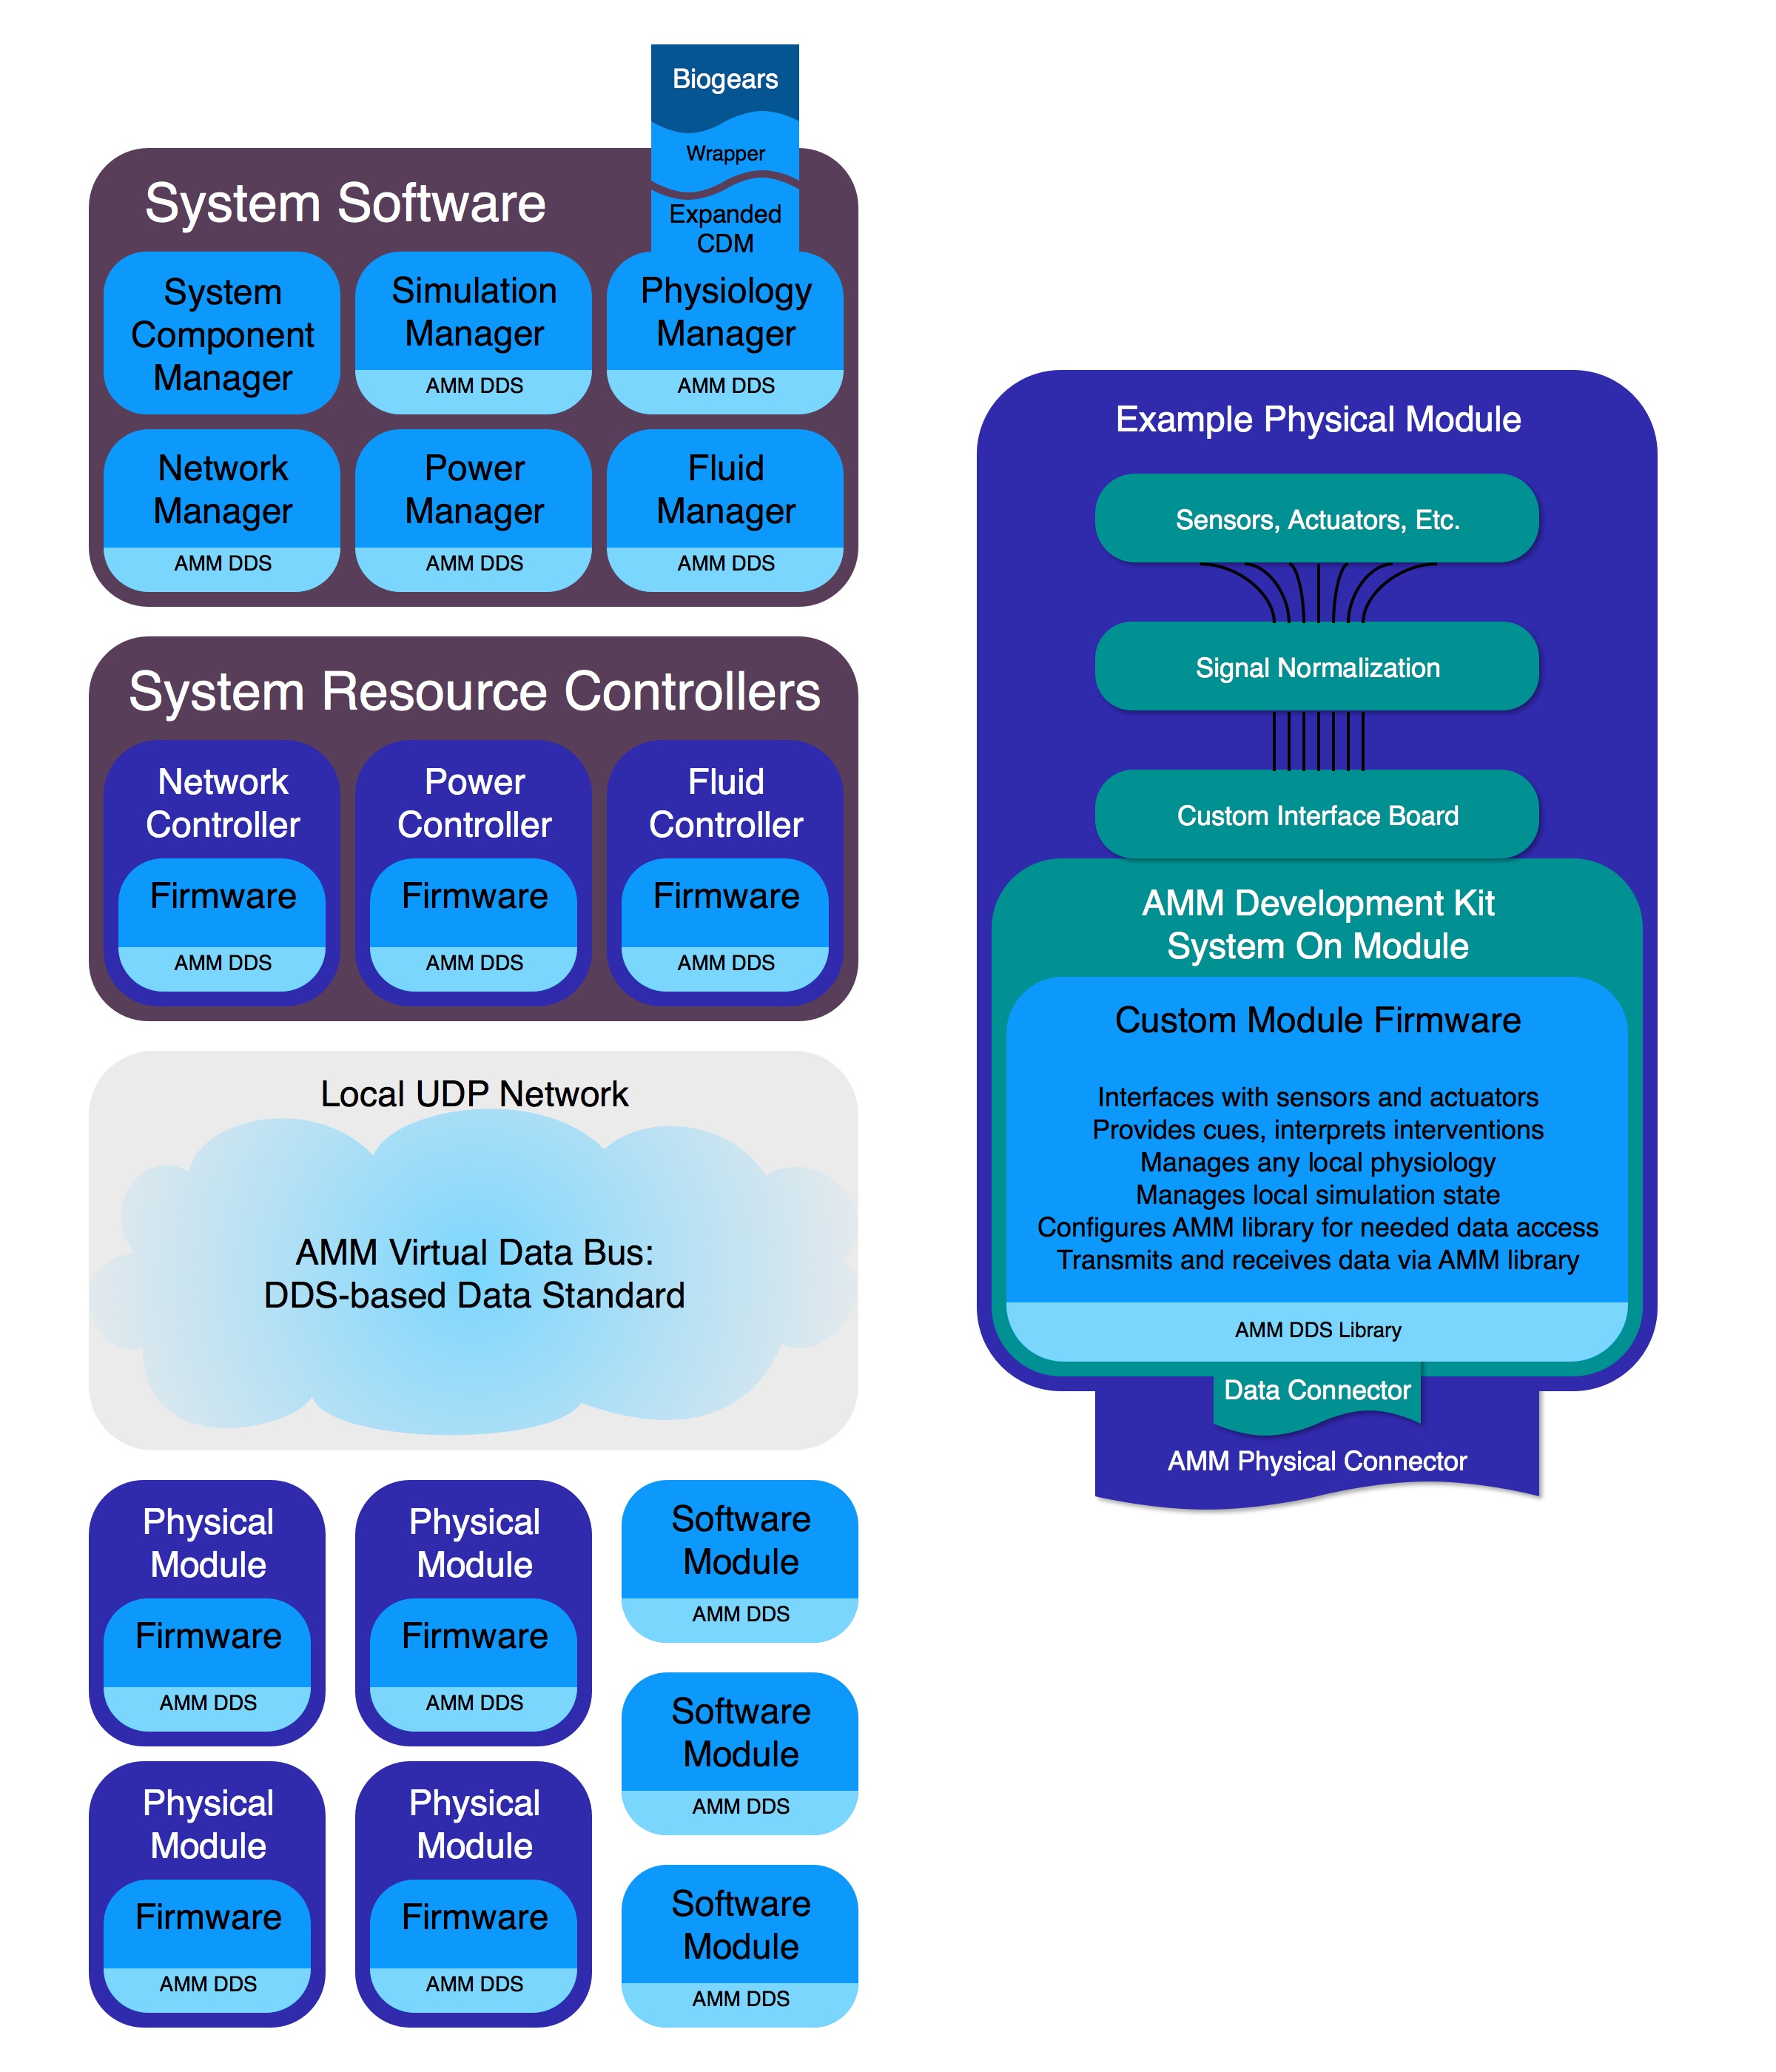 Biogears
Wrapper
Expanded
CDM
System Software
System
Component
Manager
Simulation
Manager
AMM DDS
Physiology
Manager
AMM DDS
Network
Manager
AMM DDS
Power
Manager
AMM DDS
Fluid
Manager
AMM DDS
System Resource Controllers
Network
Controller
Firmware
AMM DDS
Power
Controller
Firmware
AMM DDS
Fluid
Controller
Firmware
AMM DDS
Local UDP Network
AMM Virtual Data Bus:
DDS-based Data Standard
Physical
Module
Firmware
AMM DDS
Physical
Module
Firmware
AMM DDS
Physical
Module
Firmware
AMM DDS
Physical
Module
Firmware
AMM DDS
Software
Module
AMM DDS
Software
Module
AMM DDS
Software
Module
AMM DDS
Example Physical Module
Sensors, Actuators, Etc.
Signal Normalization
Custom Interface Board
AMM Development Kit
System On Module
Custom Module Firmware
Interfaces with sensors and actuators
Provides cues, interprets interventions
Manages any local physiology
Manages local simulation state
Configures AMM library for needed data access
Transmits and receives data via AMM library
AMM DDS Library
Data Connector
AMM Physical Connector